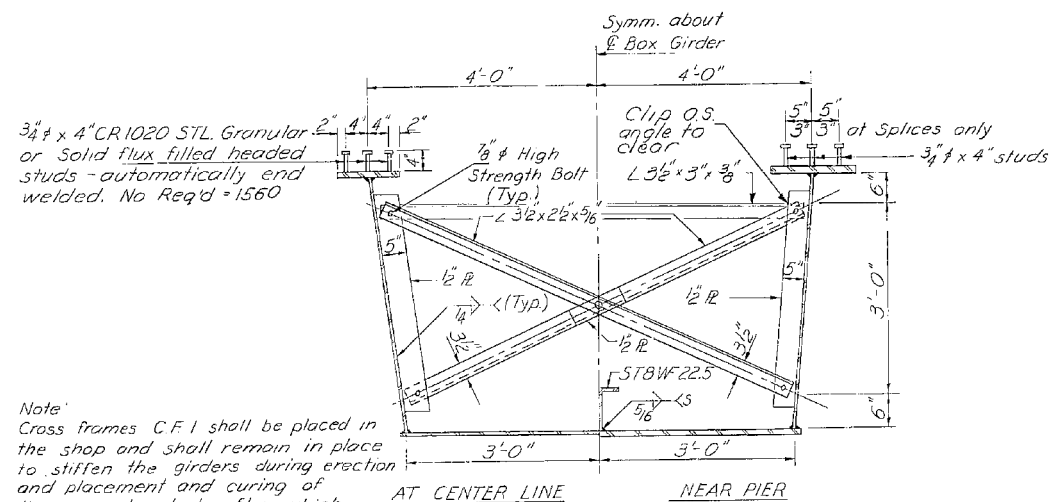 Symm. about
℄ Box Girder
4'-0" 4'-0"
3/4" φ x 4" CR 1020 STL. Granular
or Solid flux filled headed
studs - automatically end
welded. No Req'd = 1560
2" 4" 4" 2"
4"
7/8" φ High
Strength Bolt
(Typ.)
Clip O.S.
angle to
clear
L 3 1/2" x 3" x 3/8"
5" 5"
3" 3" at Splices only
3/4" φ x 4" studs
L 3 1/2" x 2 1/2" x 5/16"
6"
5"
5"
1/2" PL
1/2" PL
3'-0"
1/4 (Typ.)
3 1/2"
1/2" PL
3 1/2"
ST8WF22.5
5/16 S
6"
3'-0" 3'-0"
Note:
Cross frames C.F. 1 shall be placed in
the shop and shall remain in place
to stiffen the girders during erection
and placement and curing of
AT CENTER LINE NEAR PIER